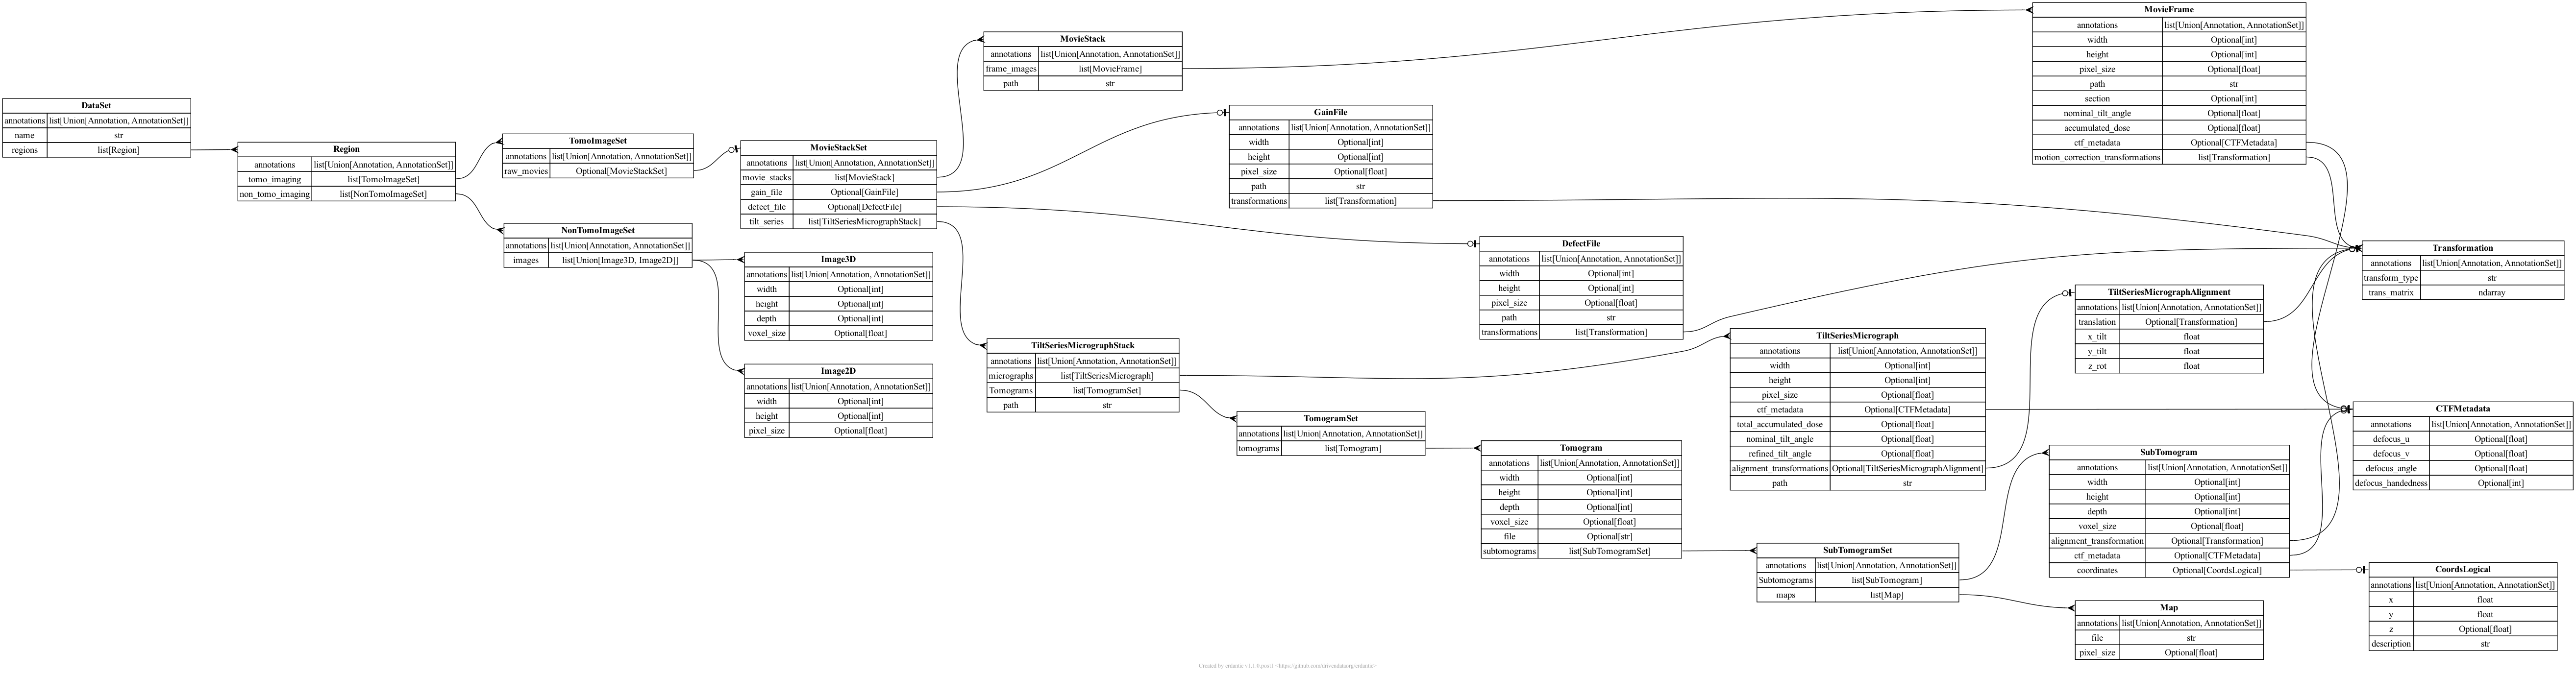 DataSet
annotations list[Union[Annotation, AnnotationSet]]
name str
regions list[Region]
Region
annotations list[Union[Annotation, AnnotationSet]]
tomo_imaging list[TomoImageSet]
non_tomo_imaging list[NonTomoImageSet]
TomoImageSet
annotations list[Union[Annotation, AnnotationSet]]
raw_movies Optional[MovieStackSet]
NonTomoImageSet
annotations list[Union[Annotation, AnnotationSet]]
images list[Union[Image3D, Image2D]]
MovieStackSet
annotations list[Union[Annotation, AnnotationSet]]
movie_stacks list[MovieStack]
gain_file Optional[GainFile]
defect_file Optional[DefectFile]
tilt_series list[TiltSeriesMicrographStack]
Image3D
annotations list[Union[Annotation, AnnotationSet]]
width Optional[int]
height Optional[int]
depth Optional[int]
voxel_size Optional[float]
Image2D
annotations list[Union[Annotation, AnnotationSet]]
width Optional[int]
height Optional[int]
pixel_size Optional[float]
MovieStack
annotations list[Union[Annotation, AnnotationSet]]
frame_images list[MovieFrame]
path str
TiltSeriesMicrographStack
annotations list[Union[Annotation, AnnotationSet]]
micrographs list[TiltSeriesMicrograph]
Tomograms list[TomogramSet]
path str
GainFile
annotations list[Union[Annotation, AnnotationSet]]
width Optional[int]
height Optional[int]
pixel_size Optional[float]
path str
transformations list[Transformation]
TomogramSet
annotations list[Union[Annotation, AnnotationSet]]
tomograms list[Tomogram]
DefectFile
annotations list[Union[Annotation, AnnotationSet]]
width Optional[int]
height Optional[int]
pixel_size Optional[float]
path str
transformations list[Transformation]
Tomogram
annotations list[Union[Annotation, AnnotationSet]]
width Optional[int]
height Optional[int]
depth Optional[int]
voxel_size Optional[float]
file Optional[str]
subtomograms list[SubTomogramSet]
TiltSeriesMicrograph
annotations list[Union[Annotation, AnnotationSet]]
width Optional[int]
height Optional[int]
pixel_size Optional[float]
ctf_metadata Optional[CTFMetadata]
total_accumulated_dose Optional[float]
nominal_tilt_angle Optional[float]
refined_tilt_angle Optional[float]
alignment_transformations Optional[TiltSeriesMicrographAlignment]
path str
SubTomogramSet
annotations list[Union[Annotation, AnnotationSet]]
Subtomograms list[SubTomogram]
maps list[Map]
MovieFrame
annotations list[Union[Annotation, AnnotationSet]]
width Optional[int]
height Optional[int]
pixel_size Optional[float]
path str
section Optional[int]
nominal_tilt_angle Optional[float]
accumulated_dose Optional[float]
ctf_metadata Optional[CTFMetadata]
motion_correction_transformations list[Transformation]
TiltSeriesMicrographAlignment
annotations list[Union[Annotation, AnnotationSet]]
translation Optional[Transformation]
x_tilt float
y_tilt float
z_rot float
SubTomogram
annotations list[Union[Annotation, AnnotationSet]]
width Optional[int]
height Optional[int]
depth Optional[int]
voxel_size Optional[float]
alignment_transformation Optional[Transformation]
ctf_metadata Optional[CTFMetadata]
coordinates Optional[CoordsLogical]
Map
annotations list[Union[Annotation, AnnotationSet]]
file str
pixel_size Optional[float]
Transformation
annotations list[Union[Annotation, AnnotationSet]]
transform_type str
trans_matrix ndarray
CTFMetadata
annotations list[Union[Annotation, AnnotationSet]]
defocus_u Optional[float]
defocus_v Optional[float]
defocus_angle Optional[float]
defocus_handedness Optional[int]
CoordsLogical
annotations list[Union[Annotation, AnnotationSet]]
x float
y float
z Optional[float]
description str
Created by erdantic v1.1.0.post1 <https://github.com/drivendataorg/erdantic>